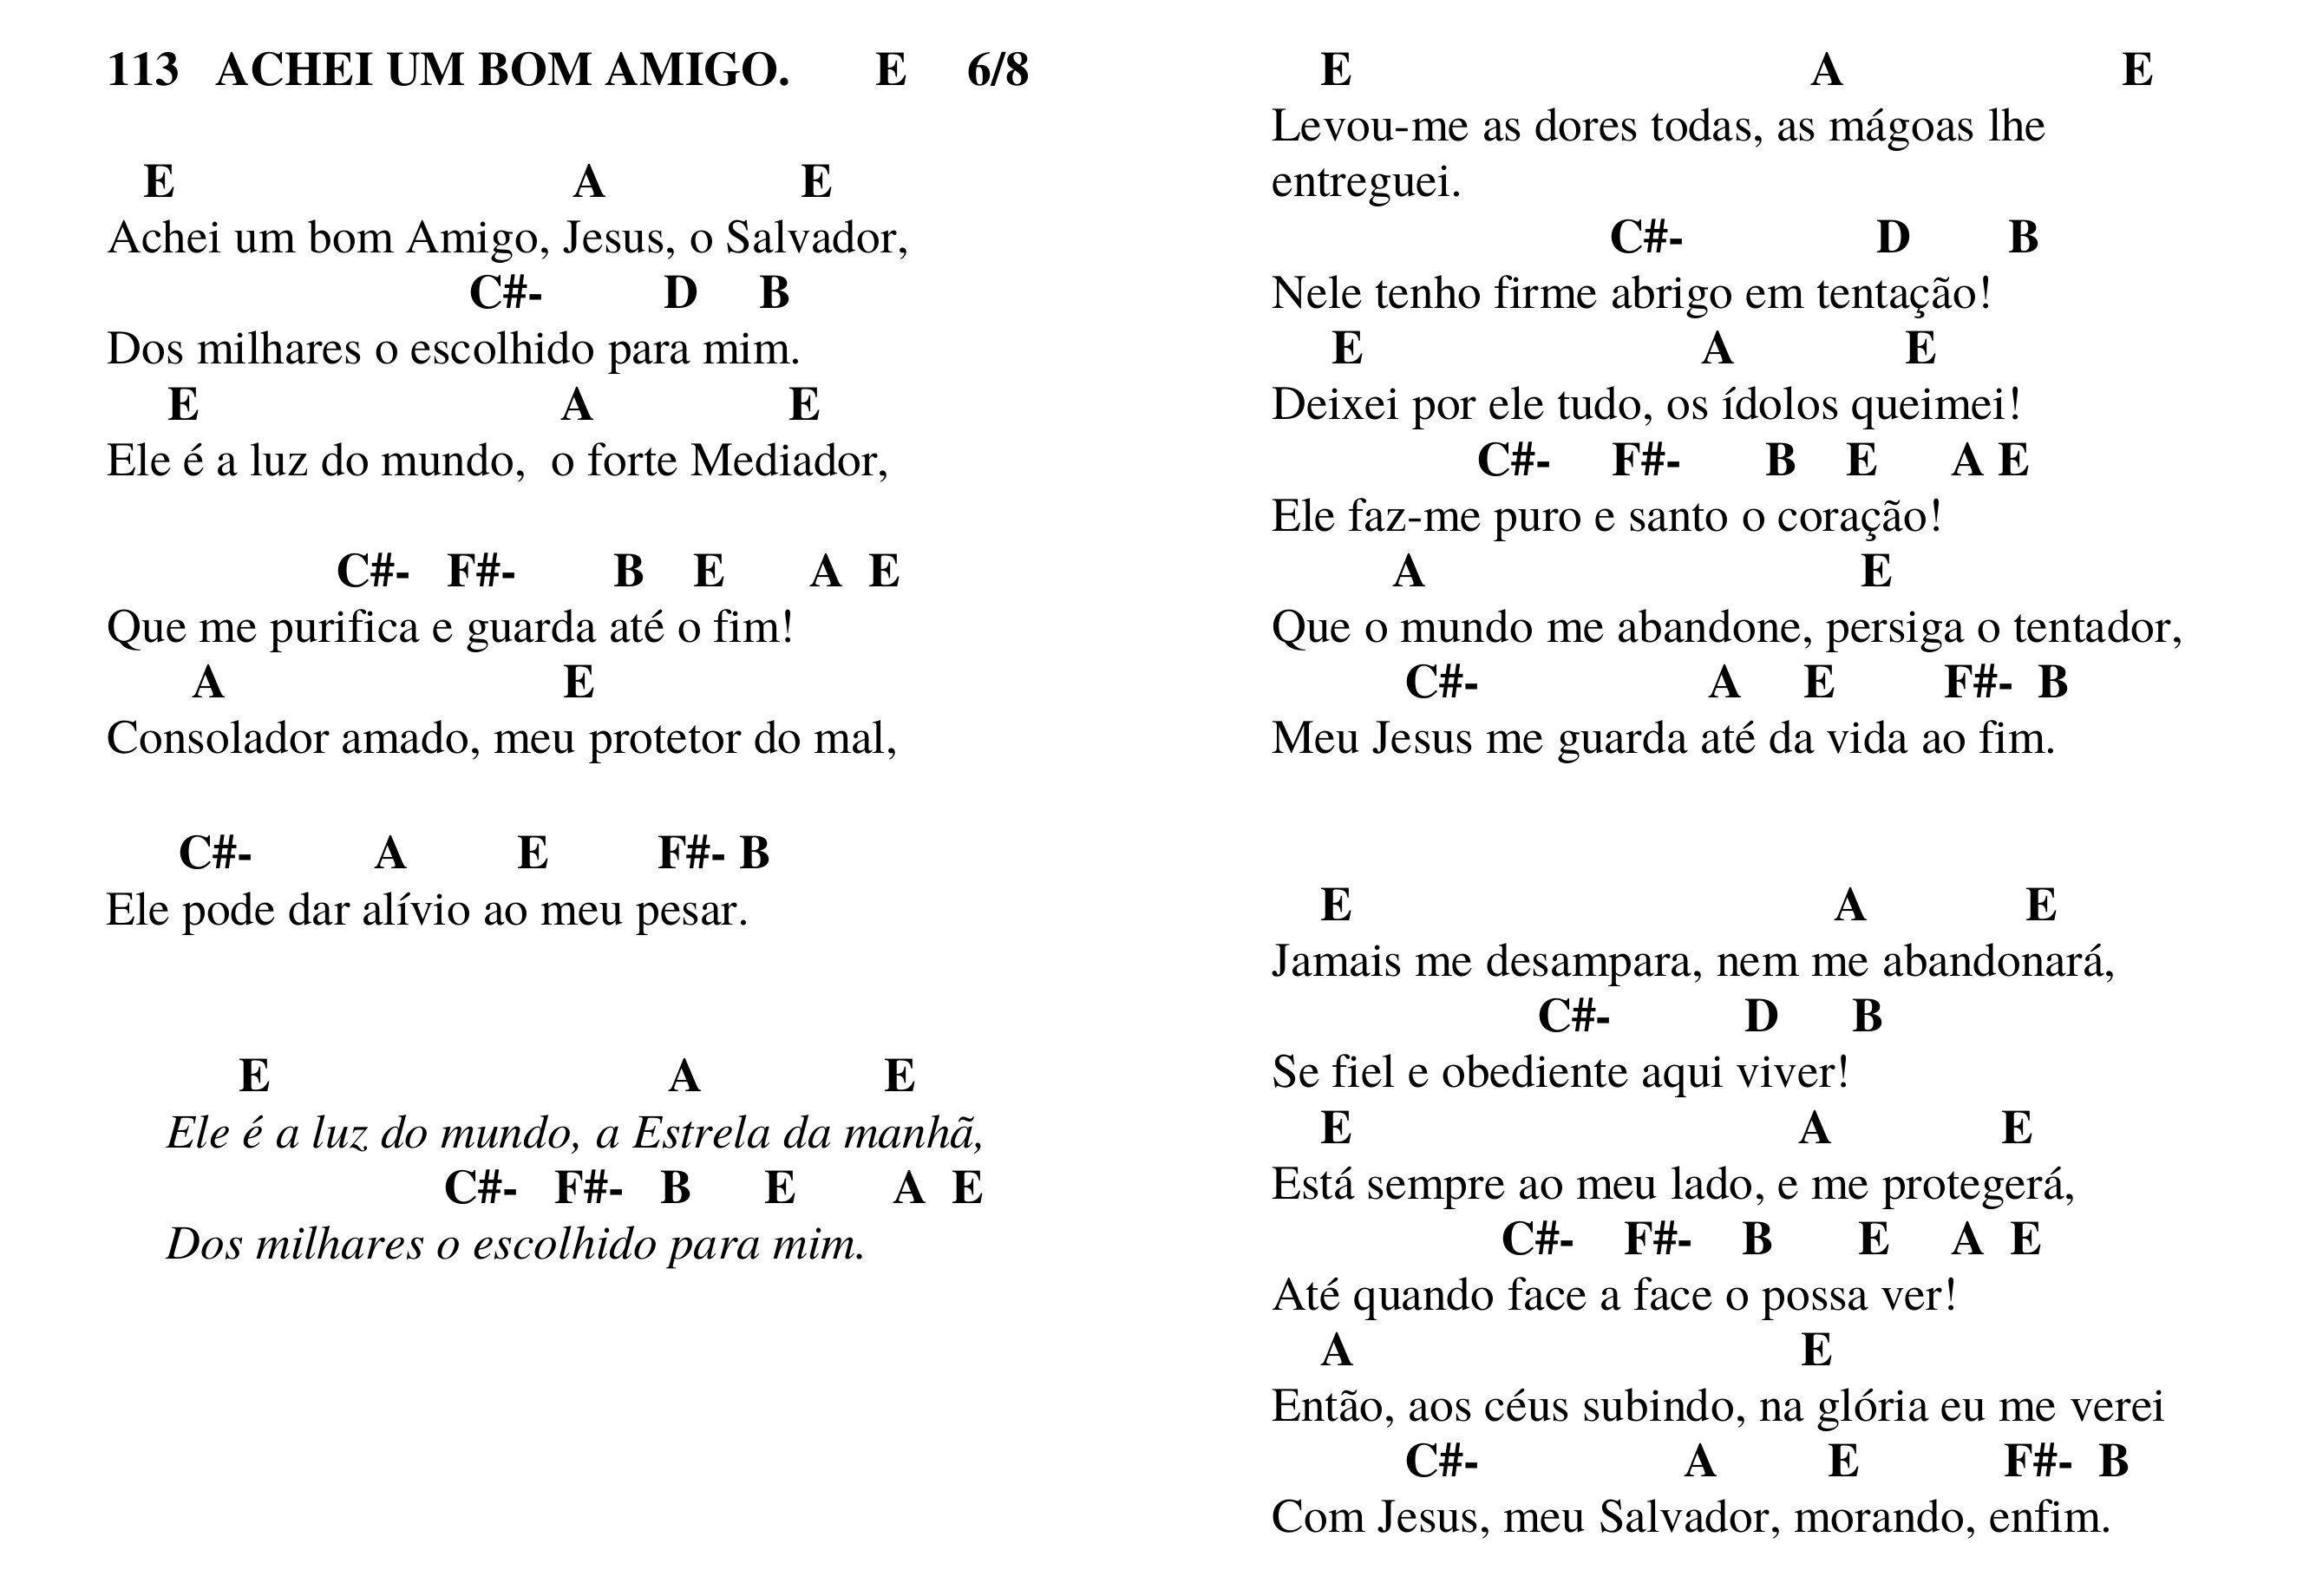 113 ACHEI UM BOM AMIGO. E 6/8
E A E
Achei um bom Amigo, Jesus, o Salvador,
C#- D B
Dos milhares o escolhido para mim.
E A E
Ele é a luz do mundo, o forte Mediador,
C#- F#- B E A E
Que me purifica e guarda até o fim!
A E
Consolador amado, meu protetor do mal,
C#- A E F#- B
Ele pode dar alívio ao meu pesar.
E A E
Ele é a luz do mundo, a Estrela da manhã,
C#- F#- B E A E
Dos milhares o escolhido para mim.
E A E
Levou-me as dores todas, as mágoas lhe
entreguei.
C#- D B
Nele tenho firme abrigo em tentação!
E A E
Deixei por ele tudo, os ídolos queimei!
C#- F#- B E A E
Ele faz-me puro e santo o coração!
A E
Que o mundo me abandone, persiga o tentador,
C#- A E F#- B
Meu Jesus me guarda até da vida ao fim.
E A E
Jamais me desampara, nem me abandonará,
C#- D B
Se fiel e obediente aqui viver!
E A E
Está sempre ao meu lado, e me protegerá,
C#- F#- B E A E
Até quando face a face o possa ver!
A E
Então, aos céus subindo, na glória eu me verei
C#- A E F#- B
Com Jesus, meu Salvador, morando, enfim.